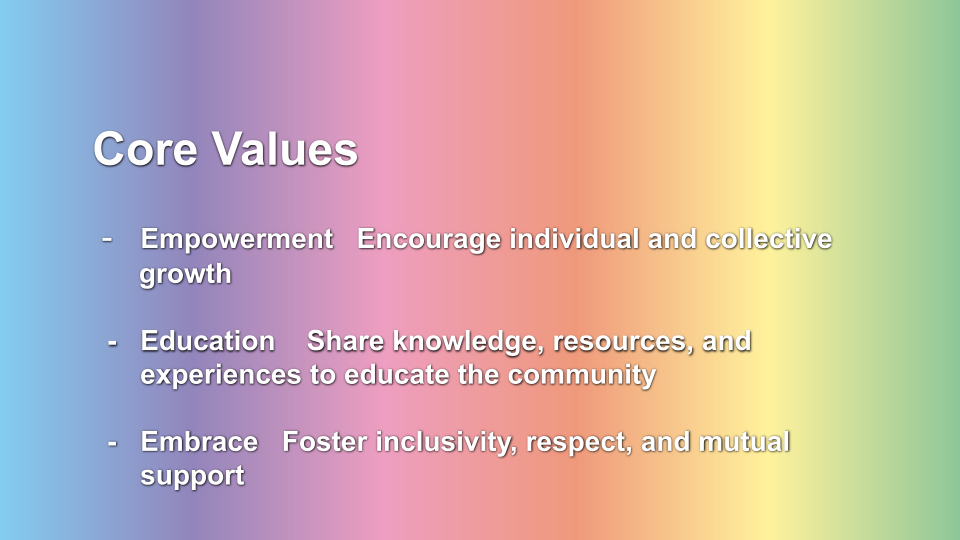 Core Values
- Empowerment   Encourage individual and collective
growth
- Education    Share knowledge, resources, and
experiences to educate the community
- Embrace   Foster inclusivity, respect, and mutual
support